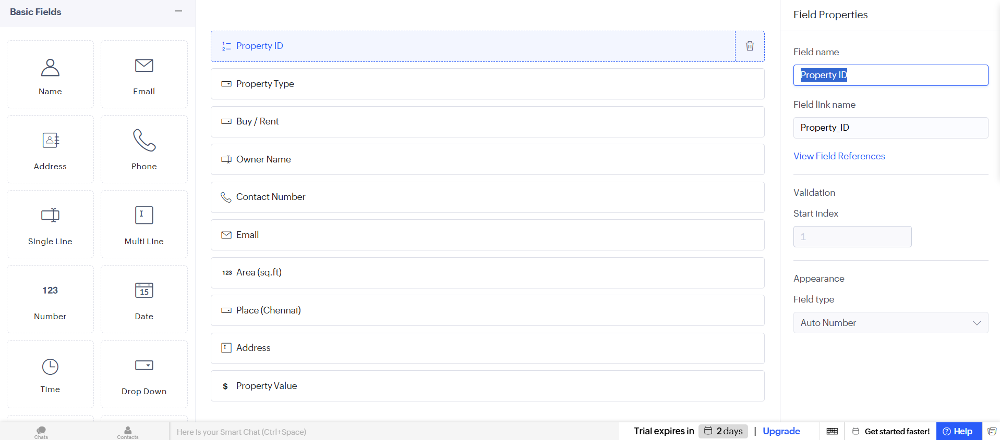 Basic Fields
Name
Email
Address
Phone
Single Line
Multi Line
123
Number
15
Date
Time
Drop Down
1
2
Property ID
Property Type
Buy / Rent
Owner Name
Contact Number
Email
123 Area (sq.ft)
Place (Chennai)
Address
$ Property Value
Field Properties
Field name
Property ID
Field link name
Property_ID
View Field References
Validation
Start index
1
Appearance
Field type
Auto Number
Chats
Contacts
Here is your Smart Chat (Ctrl+Space)
Trial expires in 2 days | Upgrade
Get started faster!
? Help